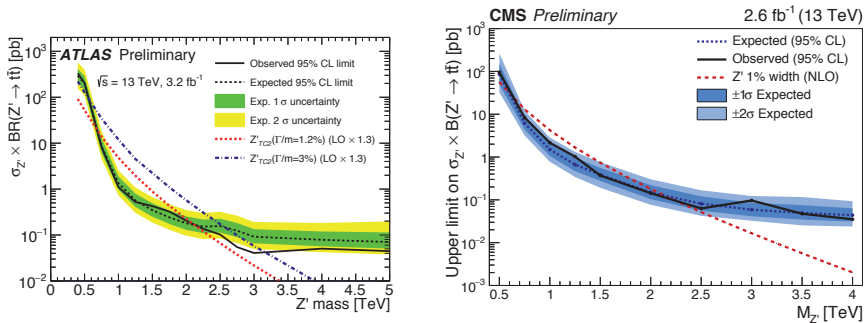 ATLAS Preliminary
√s = 13 TeV, 3.2 fb⁻¹
Observed 95% CL limit
Expected 95% CL limit
Exp. 1 σ uncertainty
Exp. 2 σ uncertainty
Z'TC2(Γ/m=1.2%) (LO × 1.3)
Z'TC2(Γ/m=3%) (LO × 1.3)
σZ' × BR(Z' → tt̄) [pb]
10³
10²
10
1
10⁻¹
10⁻²
0 0.5 1 1.5 2 2.5 3 3.5 4 4.5 5
Z' mass [TeV]
CMS Preliminary 2.6 fb⁻¹ (13 TeV)
Expected (95% CL)
Observed (95% CL)
Z' 1% width (NLO)
±1σ Expected
±2σ Expected
Upper limit on σZ' × B(Z' → tt̄) [pb]
10³
10²
10
1
10⁻¹
10⁻²
10⁻³
0.5 1 1.5 2 2.5 3 3.5 4
MZ' [TeV]